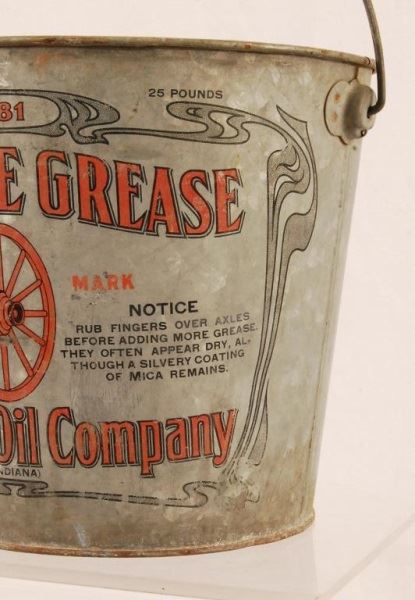 81
25 POUNDS
E GREASE
MARK
NOTICE
RUB FINGERS OVER AXLES
BEFORE ADDING MORE GREASE.
THEY OFTEN APPEAR DRY, AL-
THOUGH A SILVERY COATING
OF MICA REMAINS.
Oil Company
NDIANA)